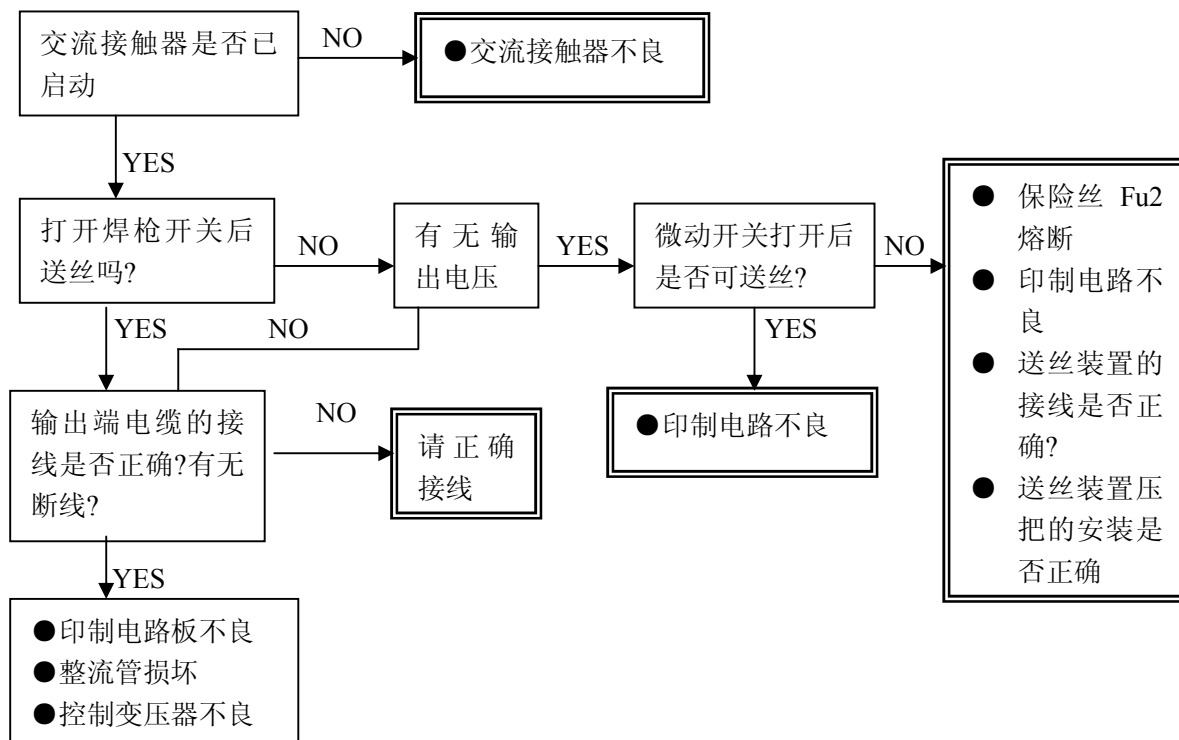 交流接触器是否已
启动
NO
●交流接触器不良
YES
打开焊枪开关后
送丝吗?
NO
有无输
出电压
YES
微动开关打开后
是否可送丝?
NO
● 保险丝 Fu2
熔断
● 印制电路不
良
● 送丝装置的
接线是否正
确?
● 送丝装置压
把的安装是
否正确
YES
NO
YES
●印制电路不良
输出端电缆的接
线是否正确?有无
断线?
NO
请正确
接线
YES
●印制电路板不良
●整流管损坏
●控制变压器不良